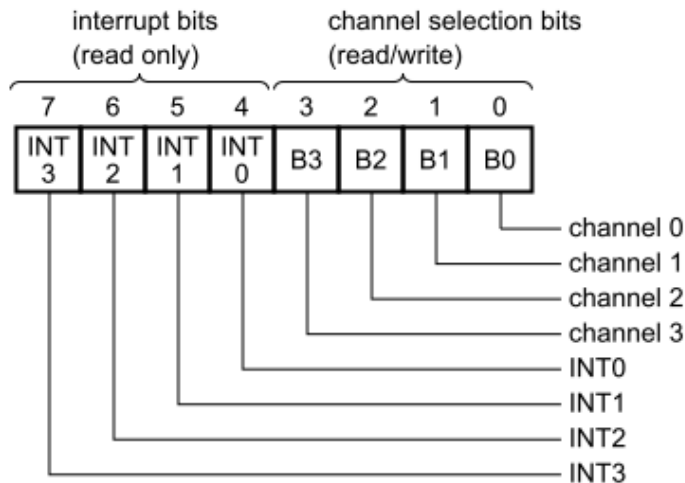 interrupt bits channel selection bits
(read only) (read/write)
7 6 5 4 3 2 1 0
INT INT INT INT B3 B2 B1 B0
3 2 1 0
channel 0
channel 1
channel 2
channel 3
INT0
INT1
INT2
INT3